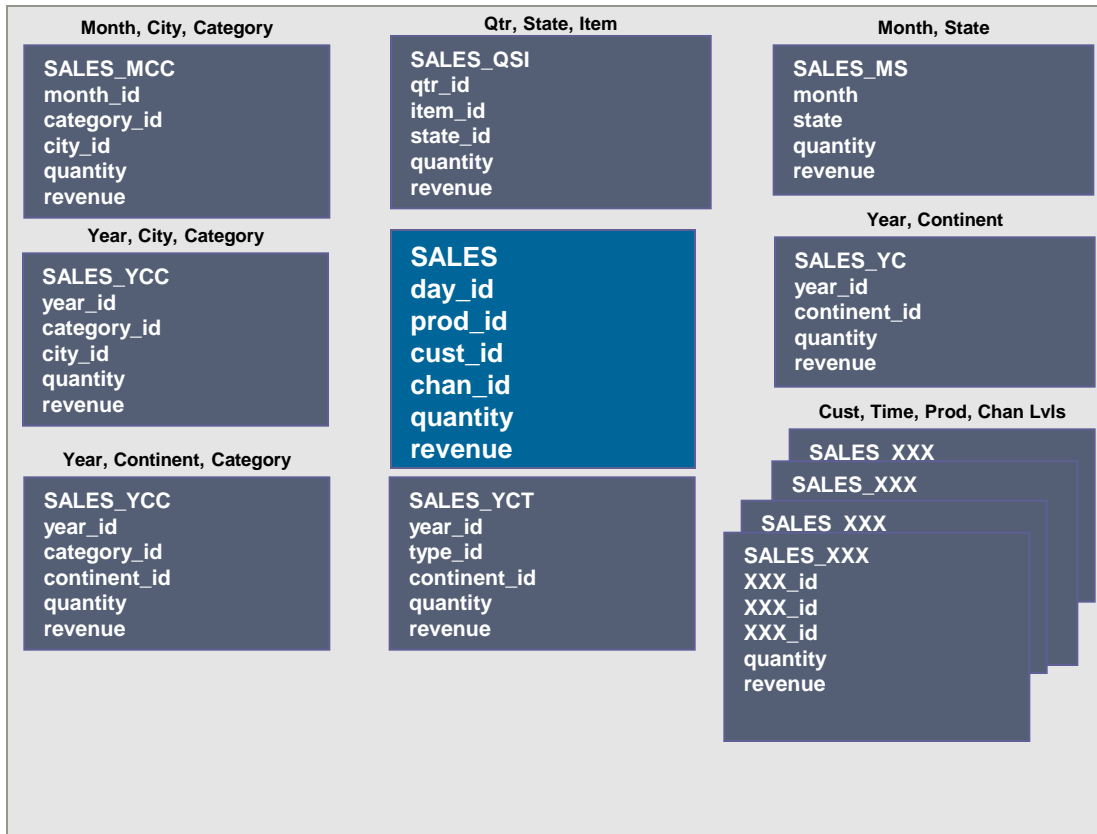 Month, City, Category
SALES_MCC
month_id
category_id
city_id
quantity
revenue
Year, City, Category
SALES_YCC
year_id
category_id
city_id
quantity
revenue
Year, Continent, Category
SALES_YCC
year_id
category_id
continent_id
quantity
revenue
Qtr, State, Item
SALES_QSI
qtr_id
item_id
state_id
quantity
revenue
SALES
day_id
prod_id
cust_id
chan_id
quantity
revenue
SALES_YCT
year_id
type_id
continent_id
quantity
revenue
Month, State
SALES_MS
month
state
quantity
revenue
Year, Continent
SALES_YC
year_id
continent_id
quantity
revenue
Cust, Time, Prod, Chan Lvls
SALES_XXX
SALES_XXX
SALES_XXX
SALES_XXX
XXX_id
XXX_id
XXX_id
quantity
revenue